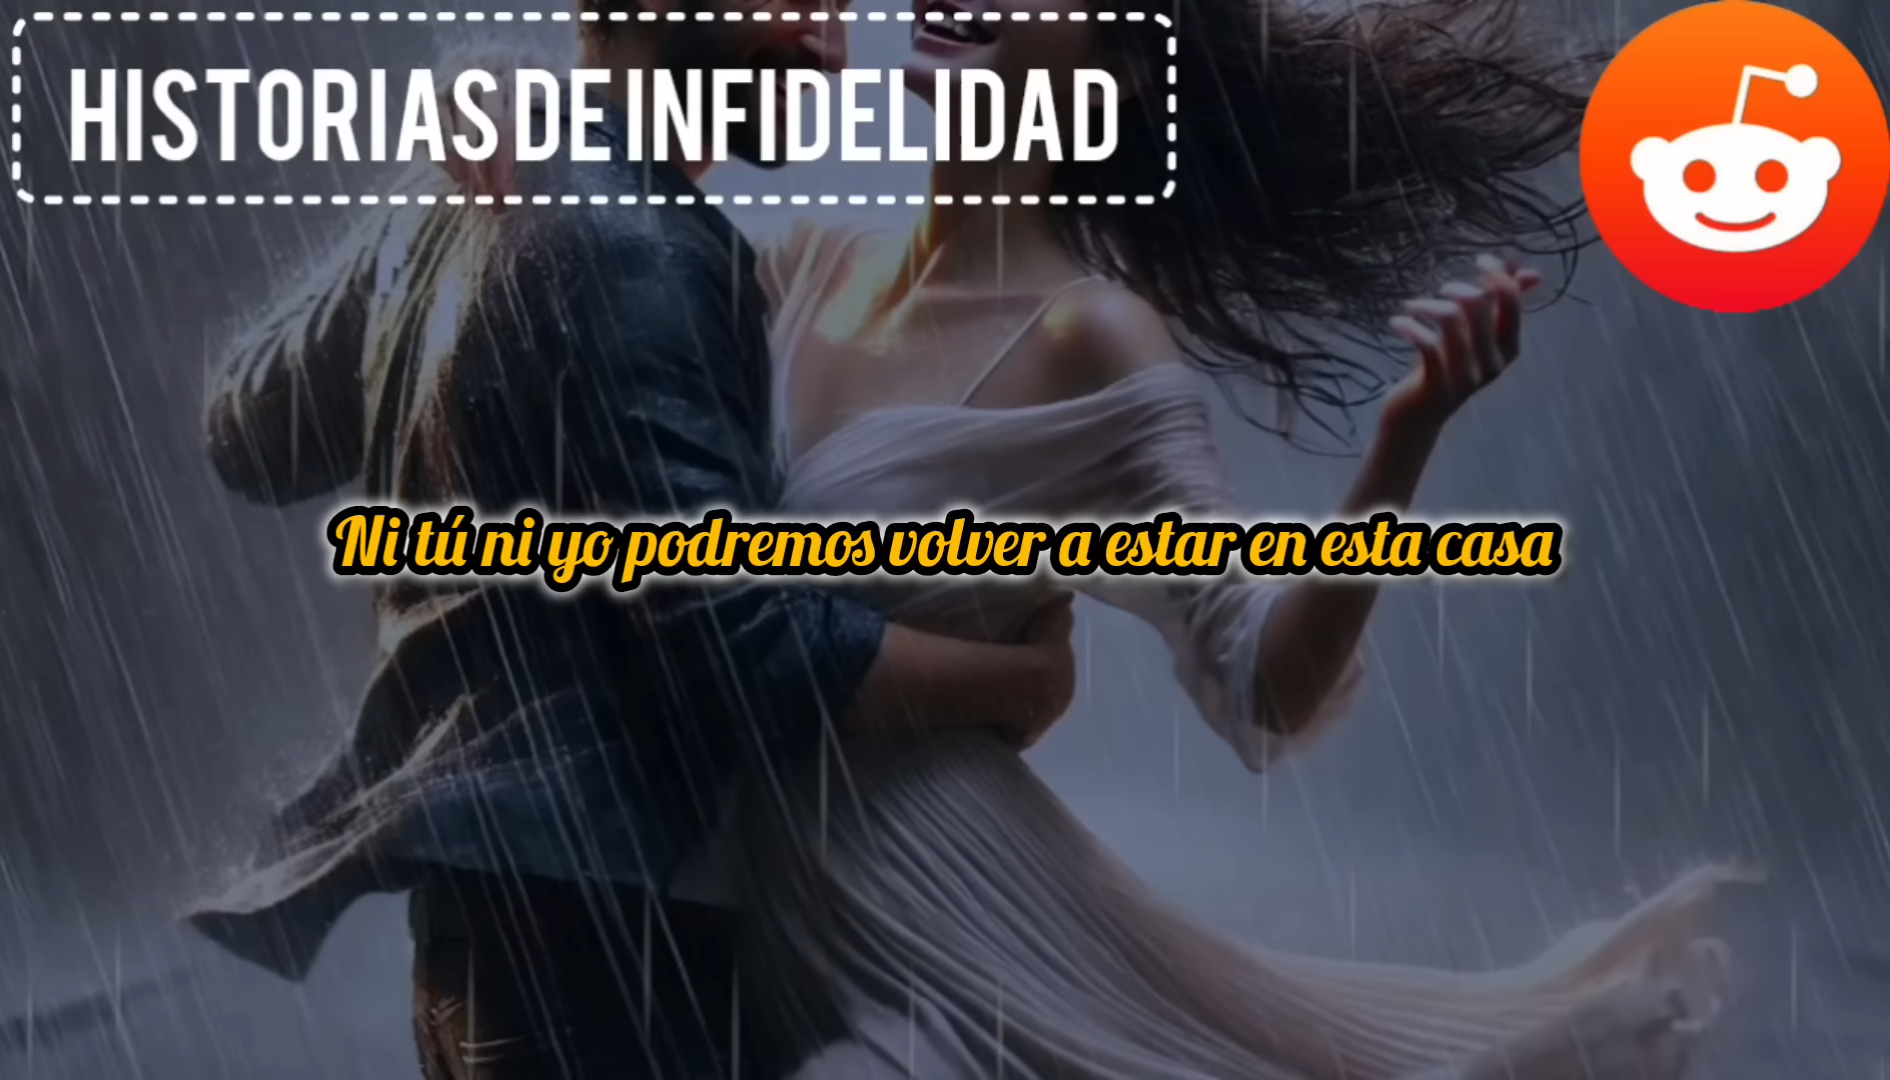 HISTORIAS DE INFIDELIDAD
Ni tú ni yo podremos volver a estar en esta casa